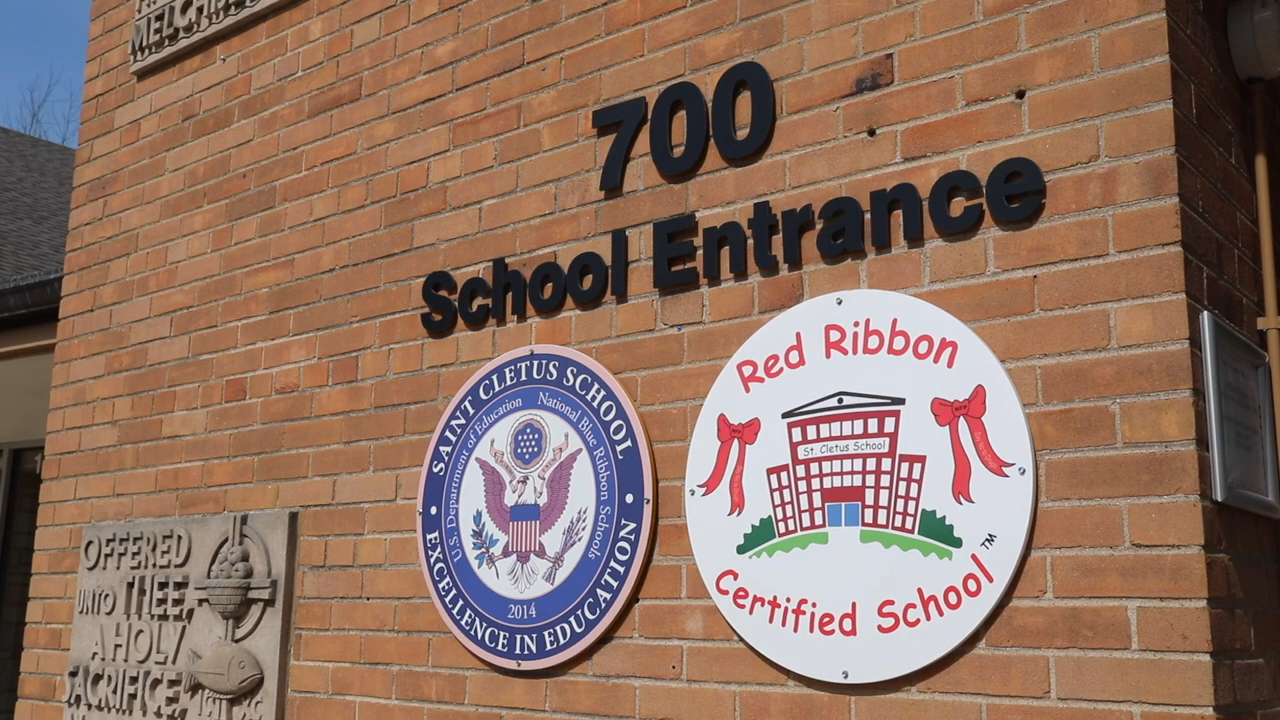 MELCH
700
School Entrance
SAINT CLETUS SCHOOL
U.S. Department of Education National Blue Ribbon Schools
2014
EXCELLENCE IN EDUCATION
Red Ribbon
St. Cletus School
Certified School™
OFFERED
UNTO THEE,
A HOLY
SACRIFICE